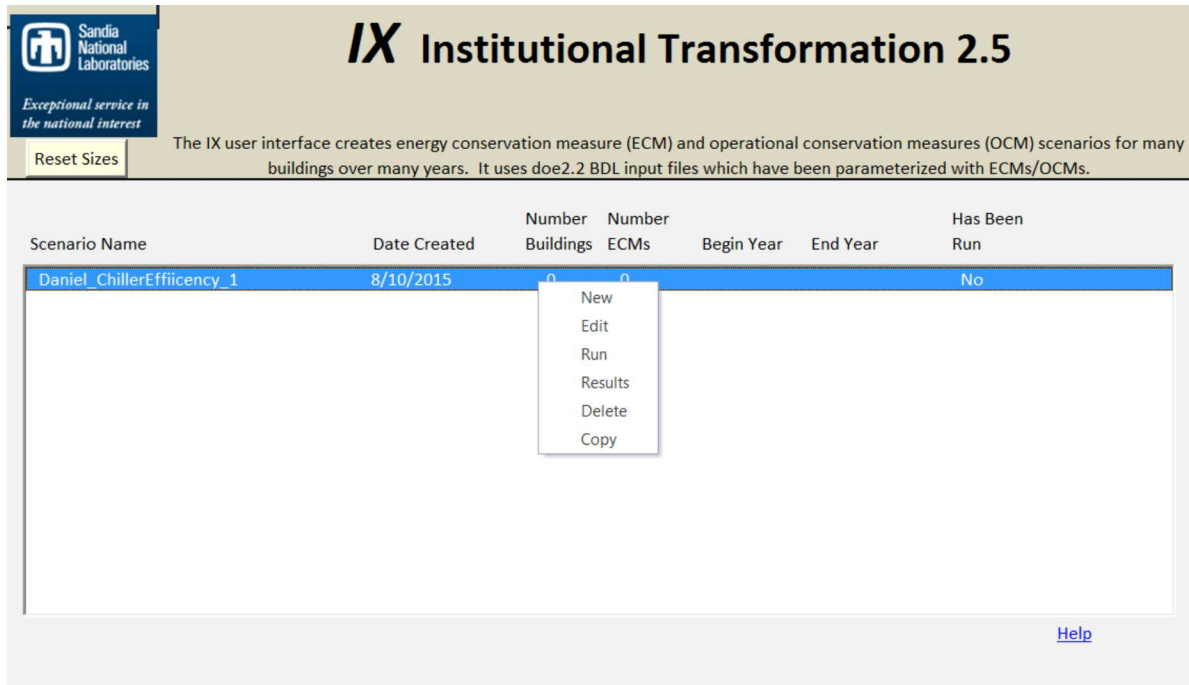 Sandia
National
Laboratories
Exceptional service in
the national interest
IX Institutional Transformation 2.5
Reset Sizes
The IX user interface creates energy conservation measure (ECM) and operational conservation measures (OCM) scenarios for many
buildings over many years. It uses doe2.2 BDL input files which have been parameterized with ECMs/OCMs.
Number Number Has Been
Scenario Name Date Created Buildings ECMs Begin Year End Year Run
Daniel_ChillerEffiicency_1 8/10/2015 0 0 No
New
Edit
Run
Results
Delete
Copy
Help